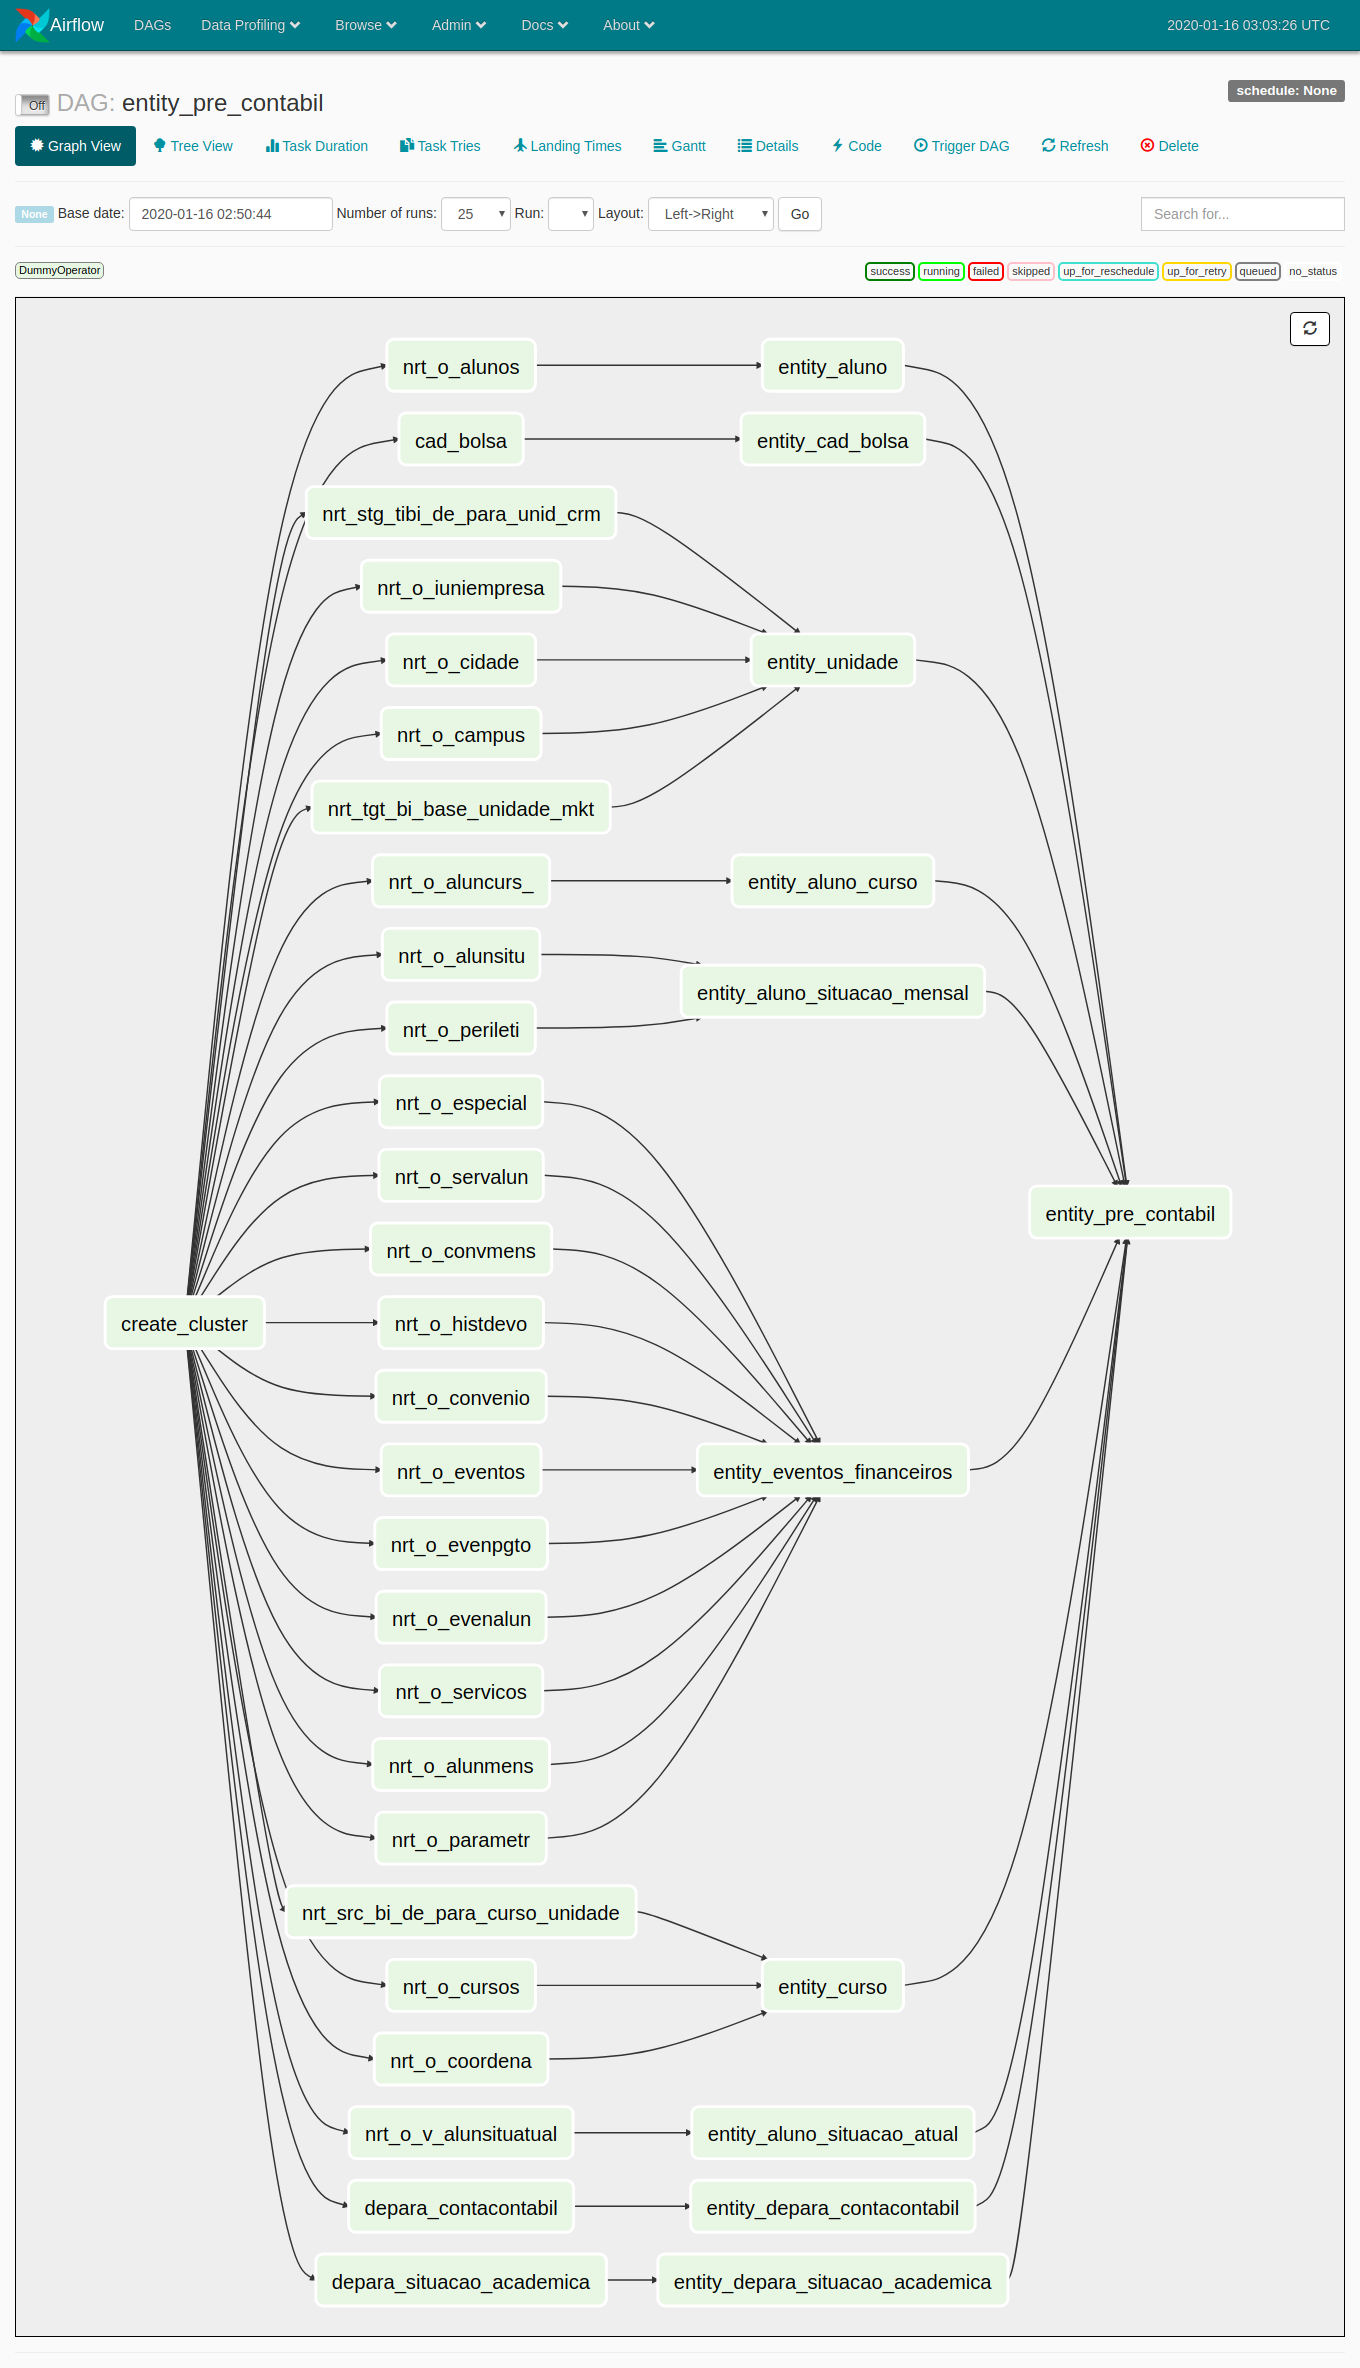 Airflow DAGs Data Profiling Browse Admin Docs About 2020-01-16 03:03:26 UTC
schedule: None
Off DAG: entity_pre_contabil
Graph View Tree View Task Duration Task Tries Landing Times Gantt Details Code Trigger DAG Refresh Delete
None Base date: 2020-01-16 02:50:44 Number of runs: 25 Run: Layout: Left->Right Go Search for...
DummyOperator success running failed skipped up_for_reschedule up_for_retry queued no_status
nrt_o_alunos entity_aluno
cad_bolsa entity_cad_bolsa
nrt_stg_tibi_de_para_unid_crm
nrt_o_iuniempresa
nrt_o_cidade entity_unidade
nrt_o_campus
nrt_tgt_bi_base_unidade_mkt
nrt_o_aluncurs_ entity_aluno_curso
nrt_o_alunsitu
entity_aluno_situacao_mensal
nrt_o_perileti
nrt_o_especial
nrt_o_servalun
entity_pre_contabil
nrt_o_convmens
create_cluster nrt_o_histdevo
nrt_o_convenio
nrt_o_eventos entity_eventos_financeiros
nrt_o_evenpgto
nrt_o_evenalun
nrt_o_servicos
nrt_o_alunmens
nrt_o_parametr
nrt_src_bi_de_para_curso_unidade
nrt_o_cursos entity_curso
nrt_o_coordena
nrt_o_v_alunsituatual entity_aluno_situacao_atual
depara_contacontabil entity_depara_contacontabil
depara_situacao_academica entity_depara_situacao_academica